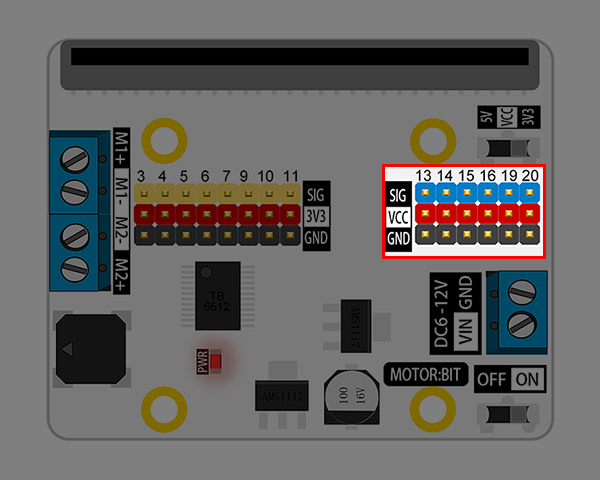 5V VCC 3V3
M1+ M1- M2- M2+
3 4 5 6 7 9 10 11
SIG
3V3
GND
13 14 15 16 19 20
SIG
VCC
GND
TB
6612
AMS1117
DC6-12V
VIN GND
PWR
AMS1117
100
16V
MOTOR:BIT
OFF ON